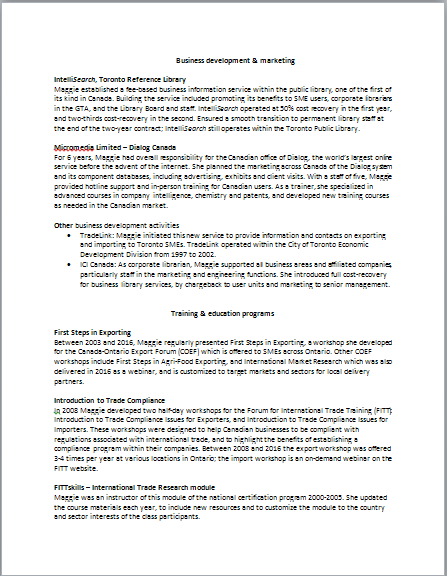 Business development & marketing
IntelliSearch, Toronto Reference Library
Maggie established a fee-based business information service within the public library, one of the first of
its kind in Canada. Building the service included promoting its benefits to SME users, corporate librarians
in the GTA, and the Library Board and staff. IntelliSearch operated at 50% cost recovery in the first year,
and two-thirds cost-recovery in the second. Ensured a smooth transition to permanent library staff at
the end of the two-year contract; IntelliSearch still operates within the Toronto Public Library.
Micromedia Limited – Dialog Canada
For 6 years, Maggie had overall responsibility for the Canadian office of Dialog, the world's largest online
service before the advent of the internet. She planned the marketing across Canada of the Dialog system
and its component databases, including advertising, exhibits and client visits. With a staff of five, Maggie
provided hotline support and in-person training for Canadian users. As a trainer, she specialized in
advanced courses in company intelligence, chemistry and patents, and developed new training courses
as needed in the Canadian market.
Other business development activities
• TradeLink: Maggie initiated this new service to provide information and contacts on exporting
and importing to Toronto SMEs. TradeLink operated within the City of Toronto Economic
Development Division from 1997 to 2002.
• ICI Canada: As corporate librarian, Maggie supported all business areas and affiliated companies,
particularly staff in the marketing and engineering functions. She introduced full cost-recovery
for business library services, by chargeback to user units and marketing to senior management.
Training & education programs
First Steps in Exporting
Between 2003 and 2016, Maggie regularly presented First Steps in Exporting, a workshop she developed
for the Canada-Ontario Export Forum (COEF) which is offered to SMEs across Ontario. Other COEF
workshops include First Steps in Agri-Food Exporting, and International Market Research which was also
delivered in 2016 as a webinar, and is customized to target markets and sectors for local delivery
partners.
Introduction to Trade Compliance
In 2008 Maggie developed two half-day workshops for the Forum for International Trade Training (FITT):
Introduction to Trade Compliance Issues for Exporters, and Introduction to Trade Compliance Issues for
Importers. These workshops were designed to help Canadian businesses to be compliant with
regulations associated with international trade, and to highlight the benefits of establishing a
compliance program within their companies. Between 2008 and 2016 the export workshop was offered
3-4 times per year at various locations in Ontario; the import workshop is an on-demand webinar on the
FITT website.
FITTskills – International Trade Research module
Maggie was an instructor of this module of the national certification program 2000-2005. She updated
the course materials each year, to include new resources and to customize the module to the country
and sector interests of the class participants.